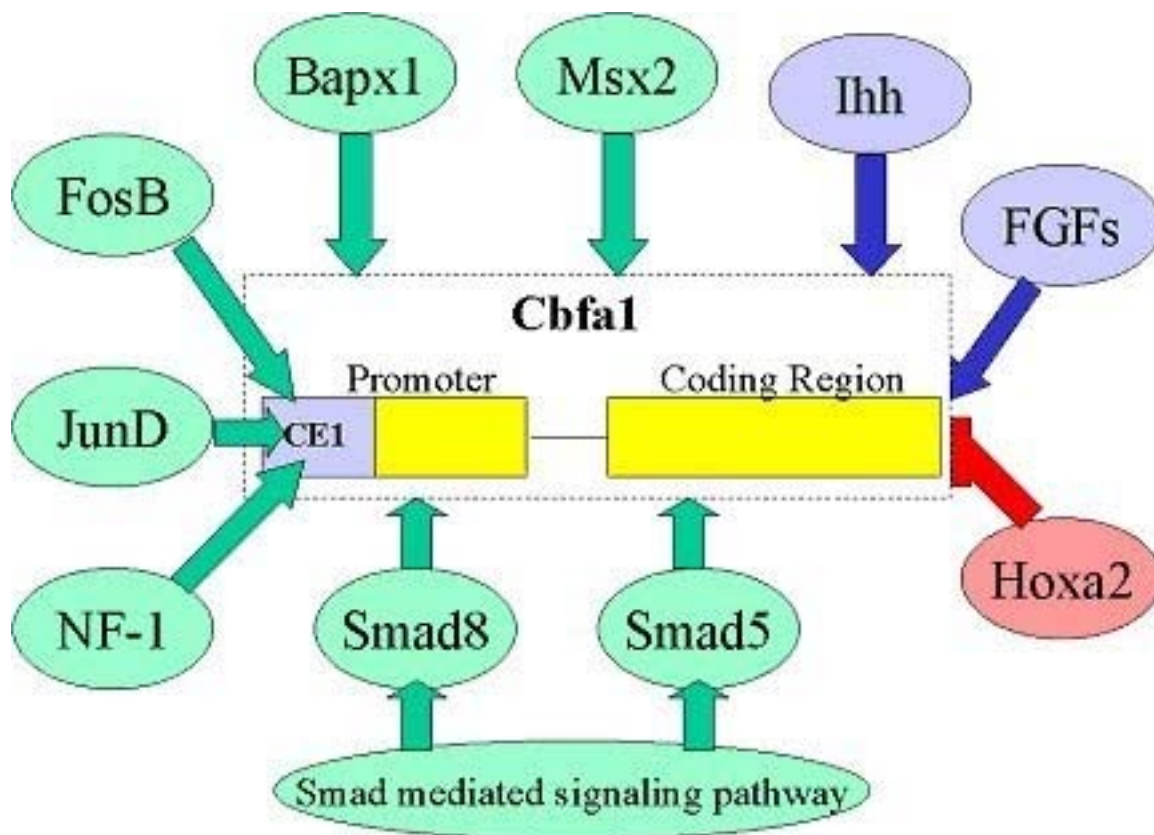 Bapx1
Msx2
Ihh
FosB
FGFs
Cbfa1
Promoter
Coding Region
JunD
CE1
NF-1
Smad8
Smad5
Hoxa2
Smad mediated signaling pathway